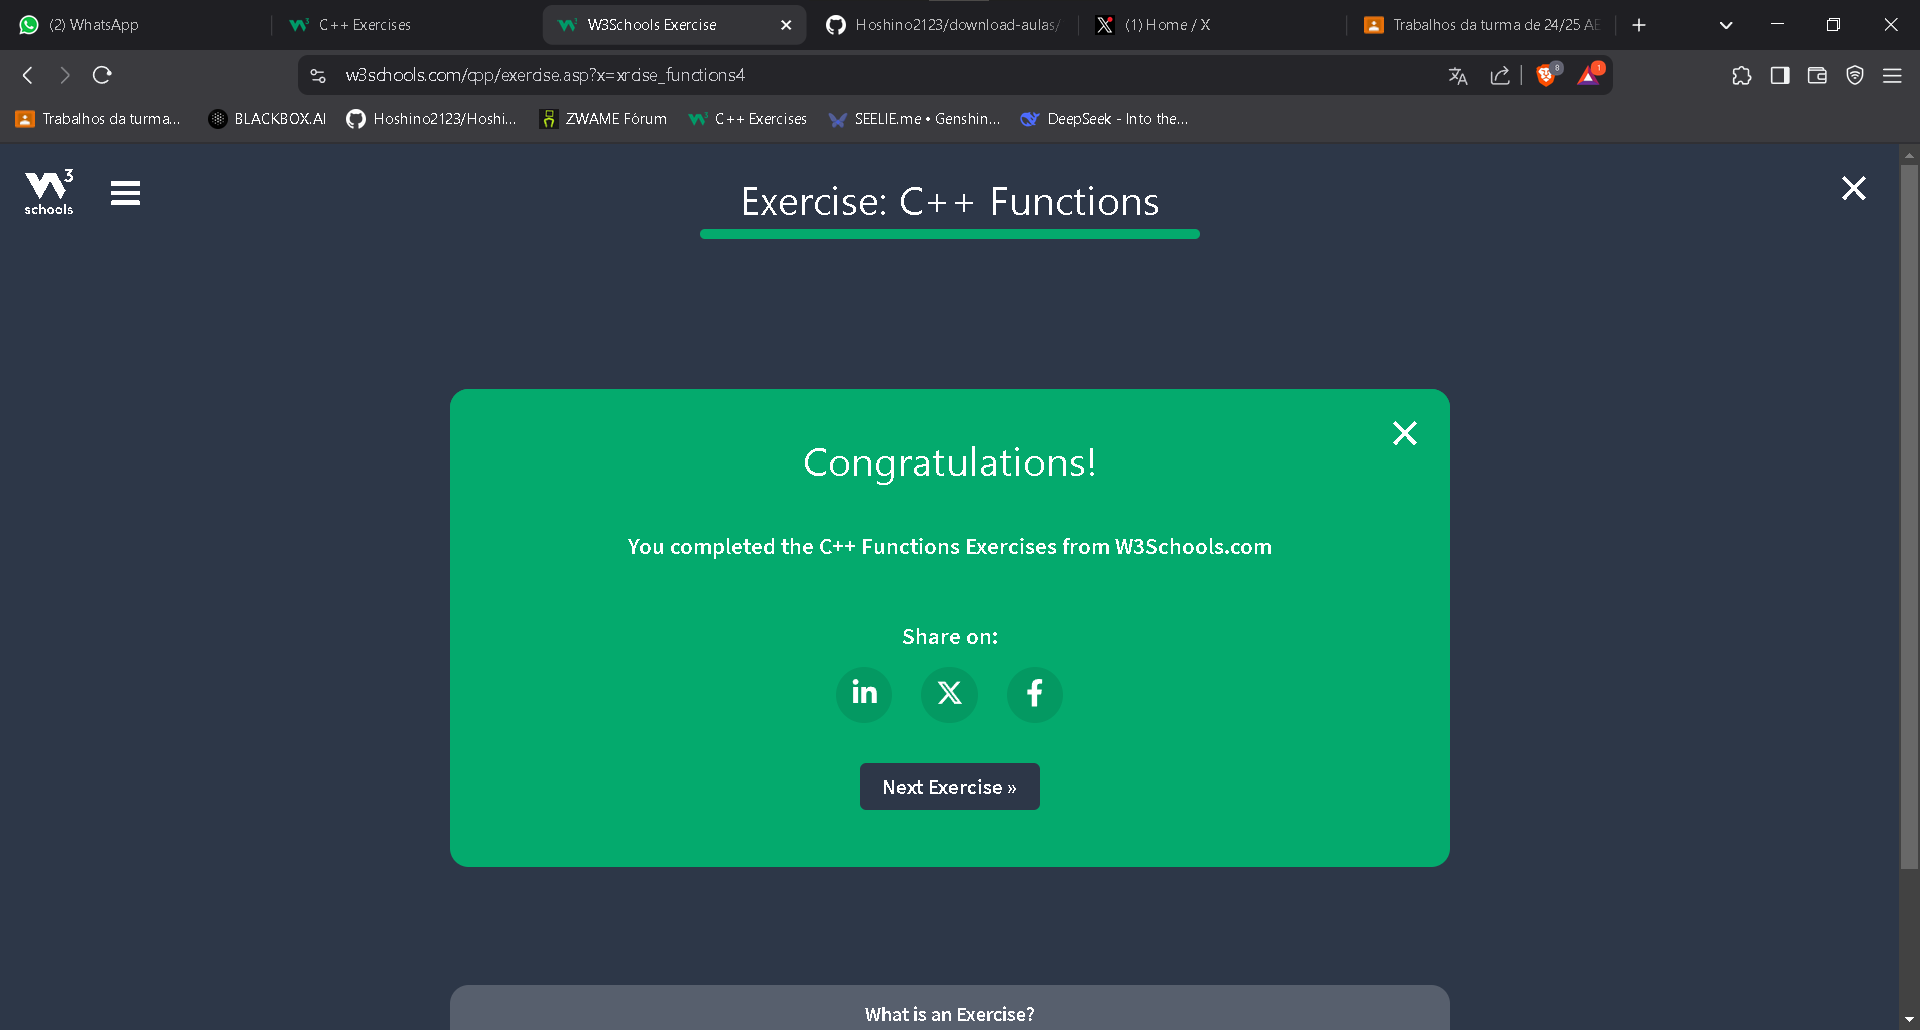 (2) WhatsApp
C++ Exercises
W3Schools Exercise
Hoshino2123/download-aulas/
(1) Home / X
Trabalhos da turma de 24/25 AE
w3schools.com/cpp/exercise.asp?x=xrcise_functions4
8
1
Trabalhos da turma...
BLACKBOX.AI
Hoshino2123/Hoshi...
ZWAME Fórum
C++ Exercises
SEELIE.me • Genshin...
DeepSeek - Into the...
W3
schools
Exercise: C++ Functions
Congratulations!
You completed the C++ Functions Exercises from W3Schools.com
Share on:
in X f
Next Exercise »
What is an Exercise?